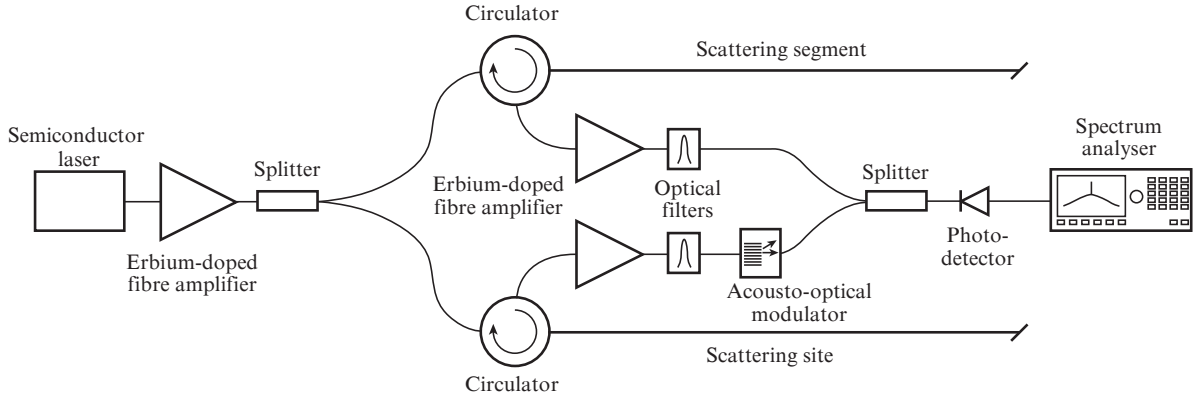 Circulator
Scattering segment
Semiconductor
laser
Splitter
Erbium-doped
fibre amplifier
Erbium-doped
fibre amplifier
Optical
filters
Splitter
Spectrum
analyser
Photo-
detector
Acousto-optical
modulator
Scattering site
Circulator